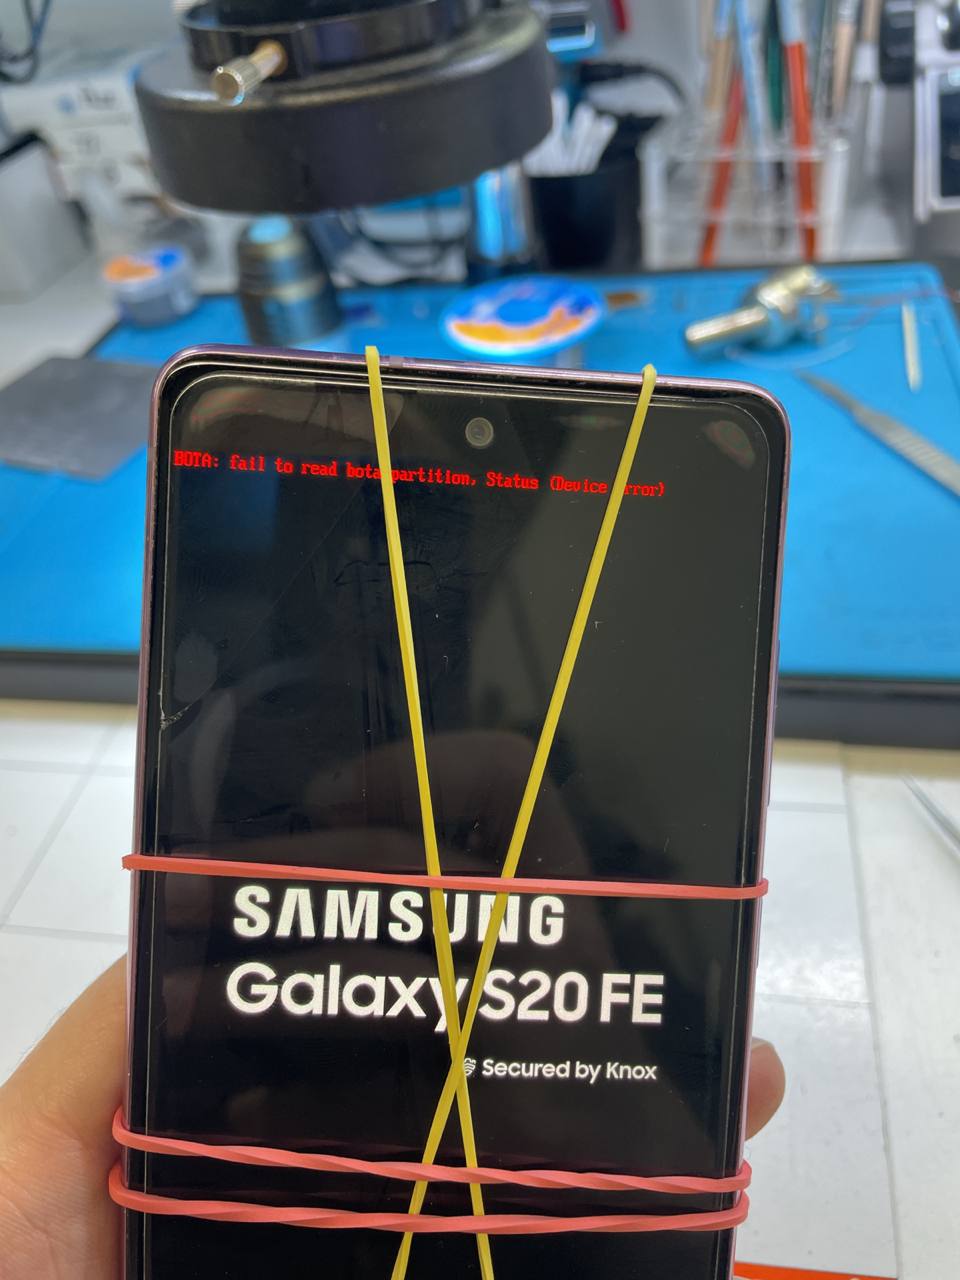 BOTA: fail to read bota partition, Status (Device Error)
SAMSUNG
Galaxy S20 FE
Secured by Knox